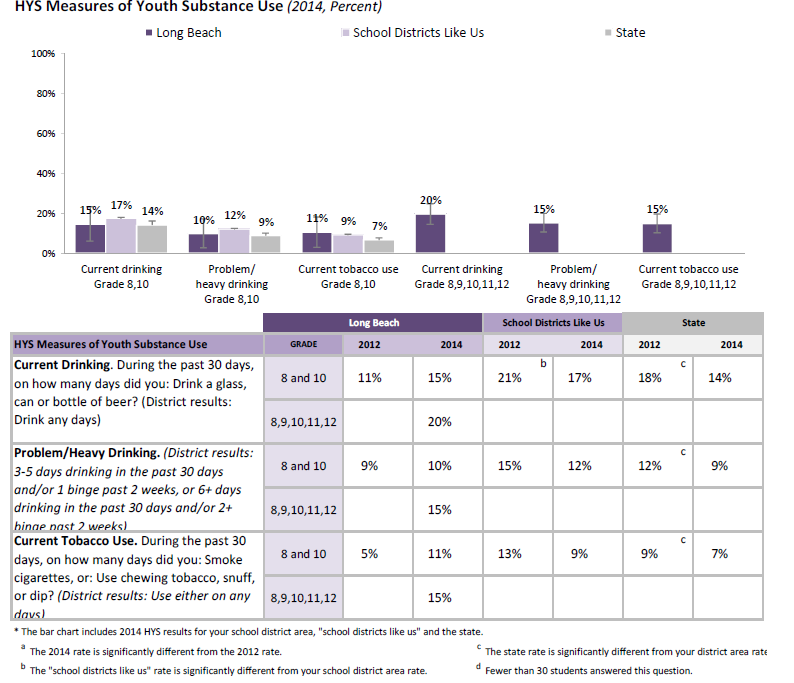 HYS Measures of Youth Substance Use (2014, Percent)
Long Beach School Districts Like Us State
100%
80%
60%
40%
20%
0%
15% 17% 14% 10% 12% 9% 11% 9% 7% 20% 15% 15%
Current drinking Problem/ Current tobacco use Current drinking Problem/ Current tobacco use
Grade 8,10 heavy drinking Grade 8,10 Grade 8,9,10,11,12 heavy drinking Grade 8,9,10,11,12
Grade 8,10 Grade 8,9,10,11,12
Long Beach School Districts Like Us State
HYS Measures of Youth Substance Use GRADE 2012 2014 2012 2014 2012 2014
Current Drinking. During the past 30 days,
on how many days did you: Drink a glass,
can or bottle of beer? (District results:
Drink any days)
8 and 10 11% 15% 21% b 17% 18% c 14%
8,9,10,11,12 20%
Problem/Heavy Drinking. (District results:
3-5 days drinking in the past 30 days
and/or 1 binge past 2 weeks, or 6+ days
drinking in the past 30 days and/or 2+
binge past 2 weeks)
8 and 10 9% 10% 15% 12% 12% c 9%
8,9,10,11,12 15%
Current Tobacco Use. During the past 30
days, on how many days did you: Smoke
cigarettes, or: Use chewing tobacco, snuff,
or dip? (District results: Use either on any
days)
8 and 10 5% 11% 13% 9% 9% c 7%
8,9,10,11,12 15%
* The bar chart includes 2014 HYS results for your school district area, "school districts like us" and the state.
a The 2014 rate is significantly different from the 2012 rate. c The state rate is significantly different from your district area rate
b The "school districts like us" rate is significantly different from your school district area rate. d Fewer than 30 students answered this question.